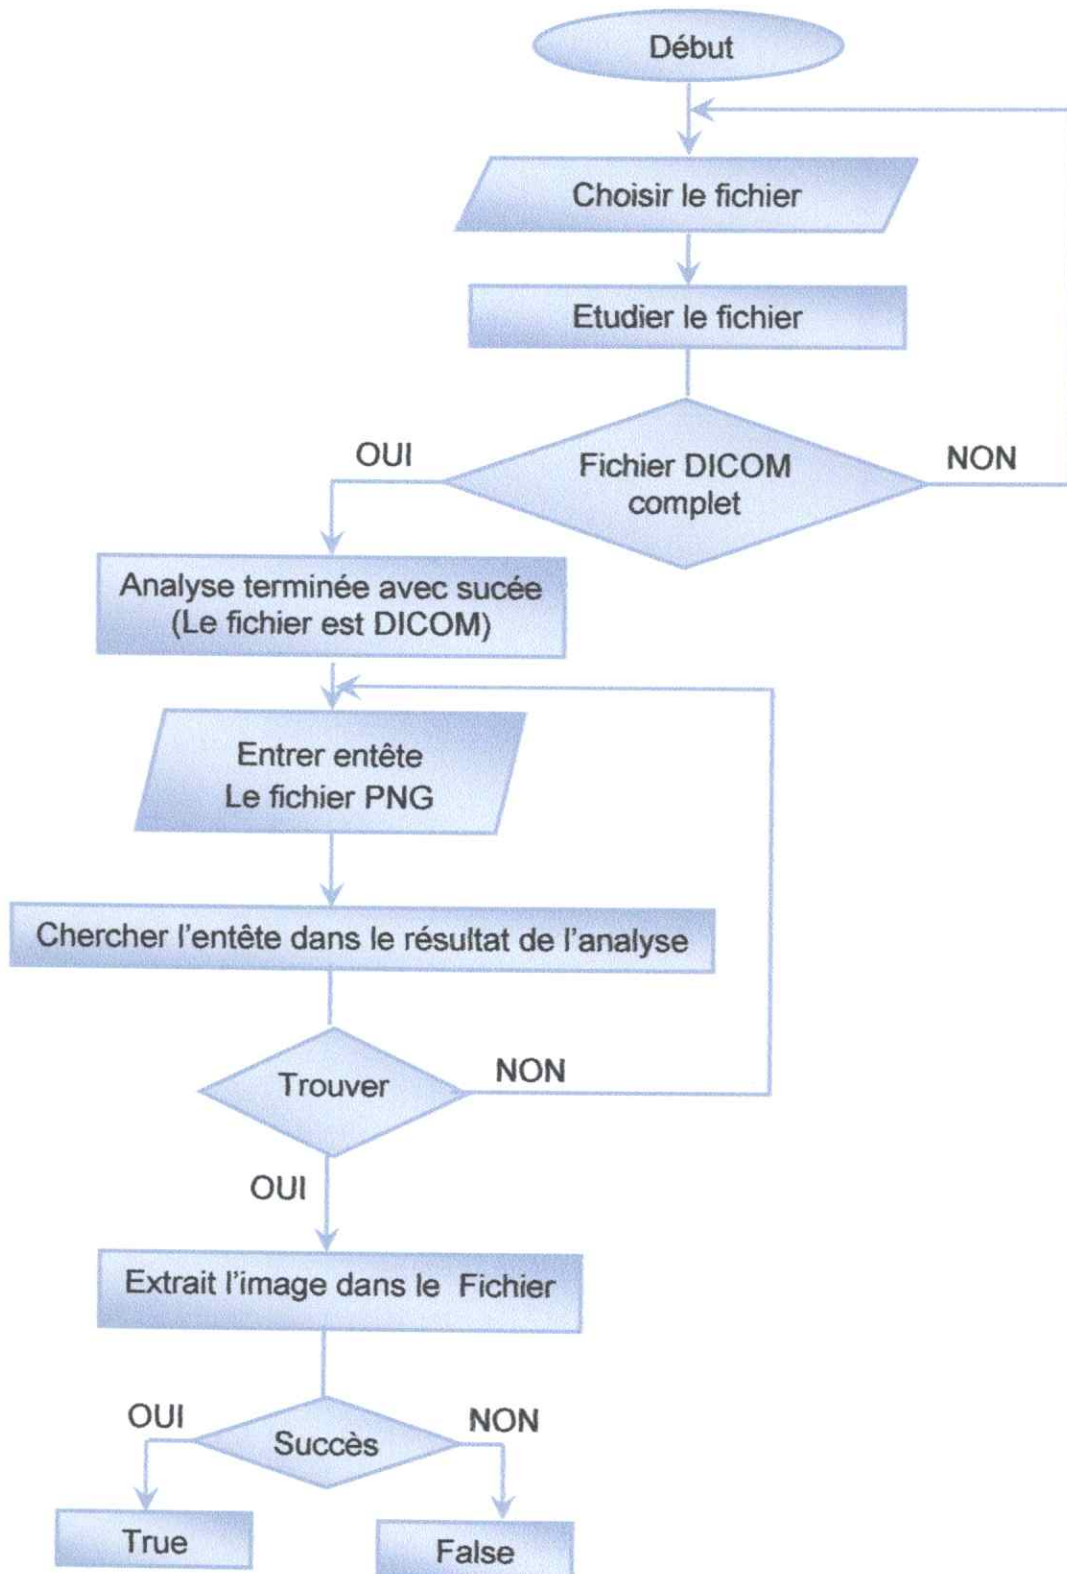 Début
Choisir le fichier
Etudier le fichier
OUI
Fichier DICOM
complet
NON
Analyse terminée avec sucée
(Le fichier est DICOM)
Entrer entête
Le fichier PNG
Chercher l'entête dans le résultat de l'analyse
Trouver
NON
OUI
Extrait l'image dans le Fichier
OUI
Succès
NON
True
False